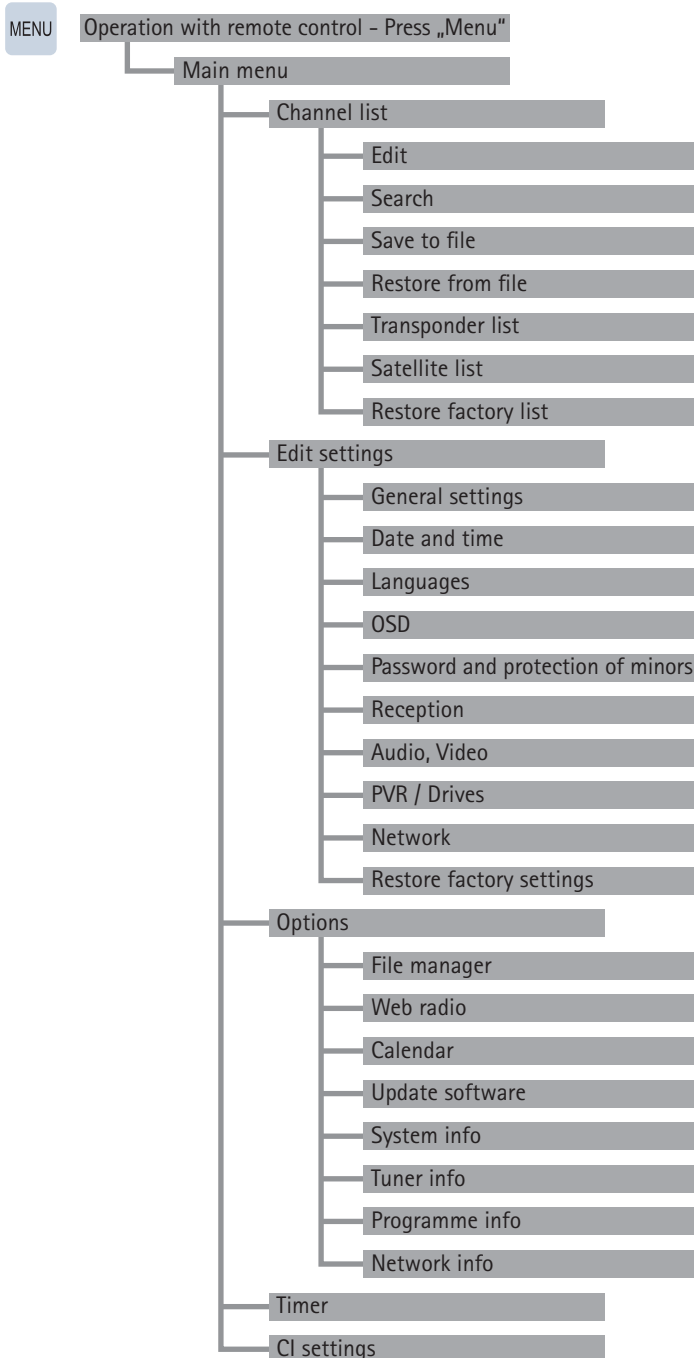 MENU
Operation with remote control - Press „Menu“
Main menu
Channel list
Edit
Search
Save to file
Restore from file
Transponder list
Satellite list
Restore factory list
Edit settings
General settings
Date and time
Languages
OSD
Password and protection of minors
Reception
Audio, Video
PVR / Drives
Network
Restore factory settings
Options
File manager
Web radio
Calendar
Update software
System info
Tuner info
Programme info
Network info
Timer
CI settings